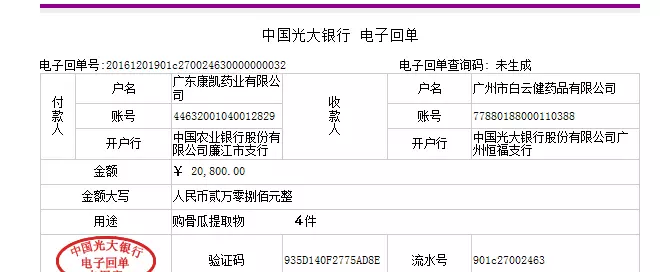 中国光大银行 电子回单
电子回单号:20161201901c270024630000000032 电子回单查询码: 未生成
付款人 户名 广东康凯药业有限公司 收款人 户名 广州市白云健药品有限公司
账号 44632001040012829 账号 77880188000110388
开户行 中国农业银行股份有限公司廉江市支行 开户行 中国光大银行股份有限公司广州恒福支行
金额 ¥ 20,800.00
金额大写 人民币贰万零捌佰元整
用途 购骨瓜提取物 4件
中国光大银行
电子回单
验证码 935D140F2775AD8E 流水号 901c27002463